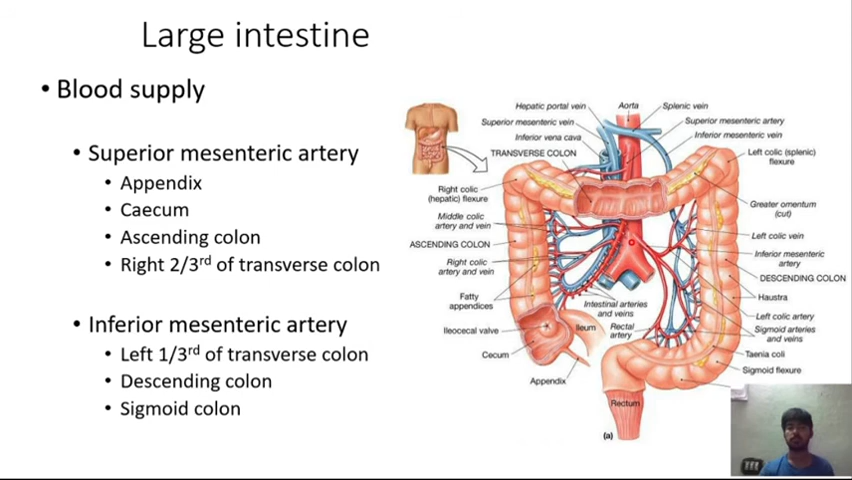 Large intestine
• Blood supply
• Superior mesenteric artery
• Appendix
• Caecum
• Ascending colon
• Right 2/3rd of transverse colon
• Inferior mesenteric artery
• Left 1/3rd of transverse colon
• Descending colon
• Sigmoid colon
Hepatic portal vein
Aorta
Splenic vein
Superior mesenteric vein
Superior mesenteric artery
Inferior vena cava
Inferior mesenteric vein
TRANSVERSE COLON
Left colic (splenic)
flexure
Right colic
(hepatic) flexure
Greater omentum
(cut)
Middle colic
artery and vein
Left colic vein
ASCENDING COLON
Inferior mesenteric
artery
Right colic
artery and vein
DESCENDING COLON
Fatty
appendices
Haustra
Intestinal arteries
and veins
Left colic artery
Ileocecal valve
Ileum
Rectal
artery
Sigmoid arteries
and veins
Cecum
Taenia coli
Appendix
Sigmoid flexure
Rectum
(a)